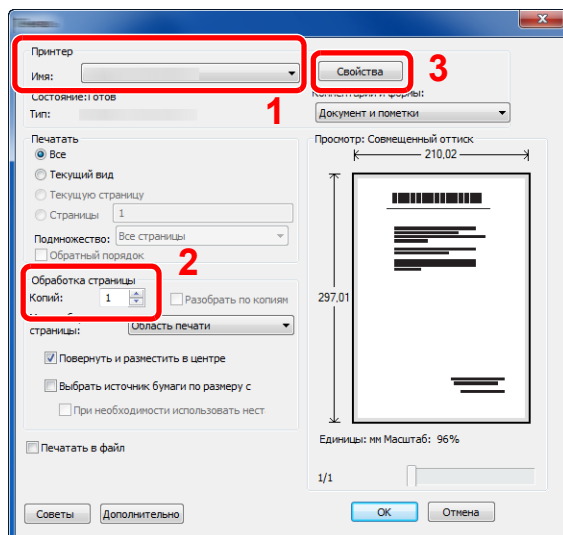 Принтер
Имя:
Свойства
3
Состояние:Готов
1
Комментарии и формы:
Тип:
Документ и пометки
Печатать
Все
Текущий вид
Текущую страницу
Страницы 1
Подмножество: Все страницы
Обратный порядок
2
Обработка страницы
Копий: 1
Разобрать по копиям
страницы: Область печати
Повернуть и разместить в центре
Выбрать источник бумаги по размеру с
При необходимости использовать нест
Печатать в файл
Просмотр: Совмещенный оттиск
210,02
297,01
Единицы: мм Масштаб: 96%
1/1
Советы
Дополнительно
OK
Отмена